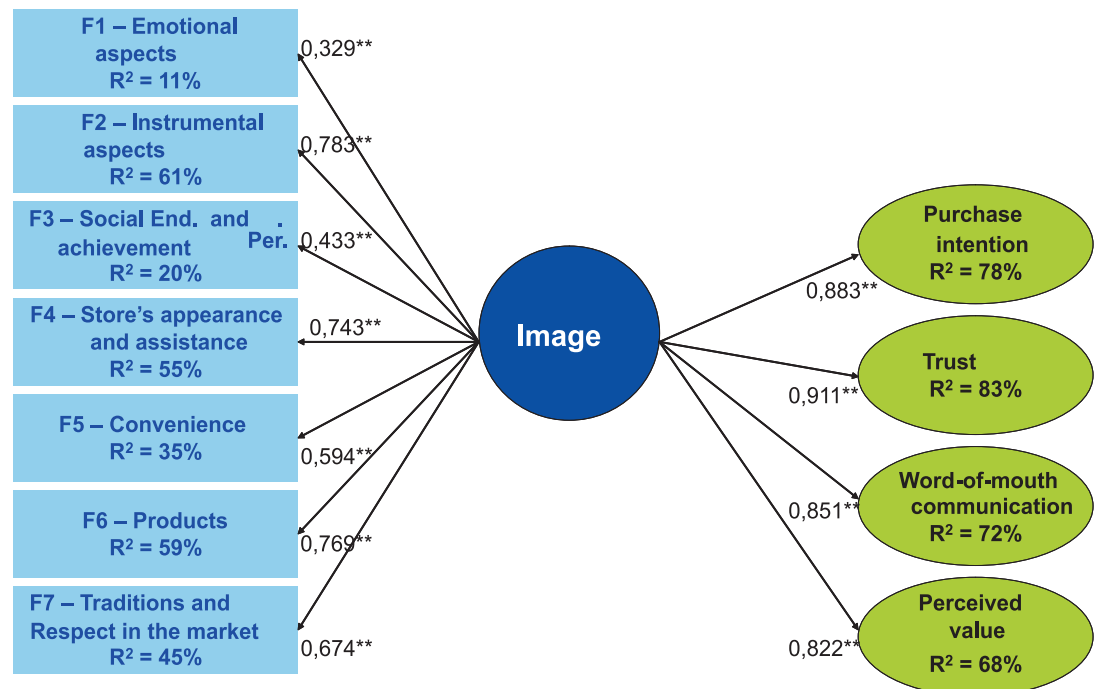 F1 – Emotional
aspects
R² = 11%
0,329**
F2 – Instrumental
aspects
R² = 61%
0,783**
F3 – Social End. and .
achievement Per.
R² = 20%
0,433**
F4 – Store's appearance
and assistance
R² = 55%
0,743**
F5 – Convenience
R² = 35%
0,594**
F6 – Products
R² = 59%
0,769**
F7 – Traditions and
Respect in the market
R² = 45%
0,674**
Image
Purchase
intention
R² = 78%
0,883**
Trust
R² = 83%
0,911**
Word-of-mouth
communication
R² = 72%
0,851**
Perceived
value
R² = 68%
0,822**